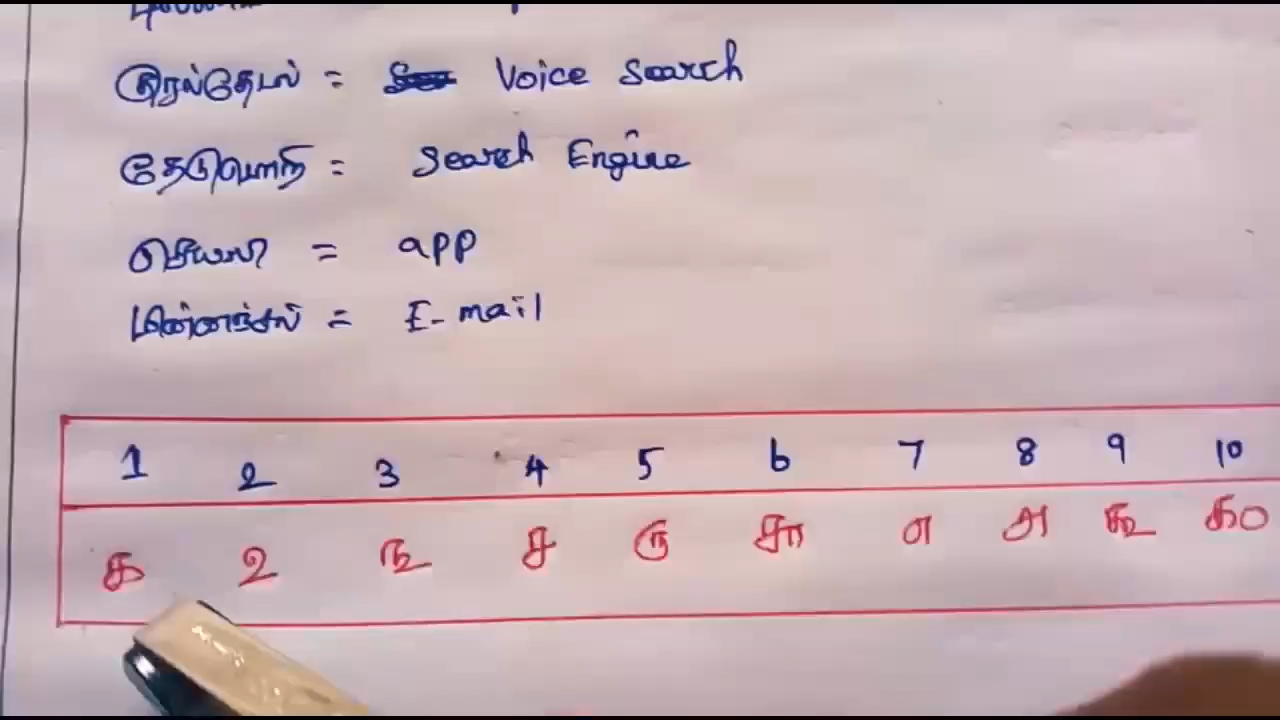 குரல்தேடல் = Voice Search
தேடுபொறி = Search Engine
செயலி = app
மின்னஞ்சல் = E-mail
1 2 3 4 5 6 7 8 9 10
க உ ங ச ரு சா எ அ கூ கo